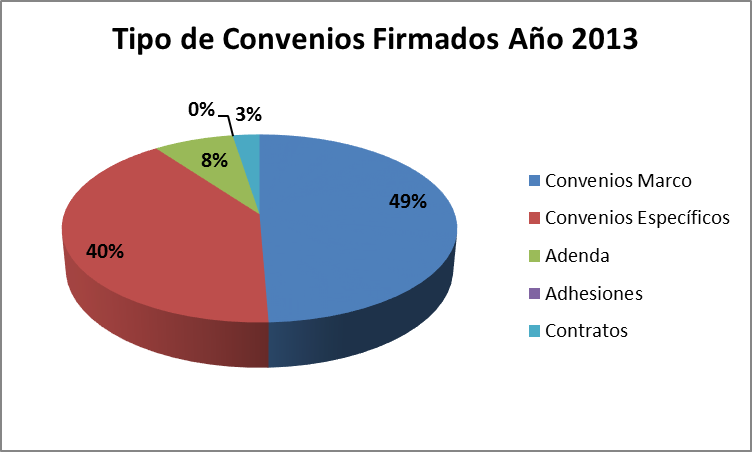 Tipo de Convenios Firmados Año 2013
0%
3%
8%
49%
40%
Convenios Marco
Convenios Específicos
Adenda
Adhesiones
Contratos